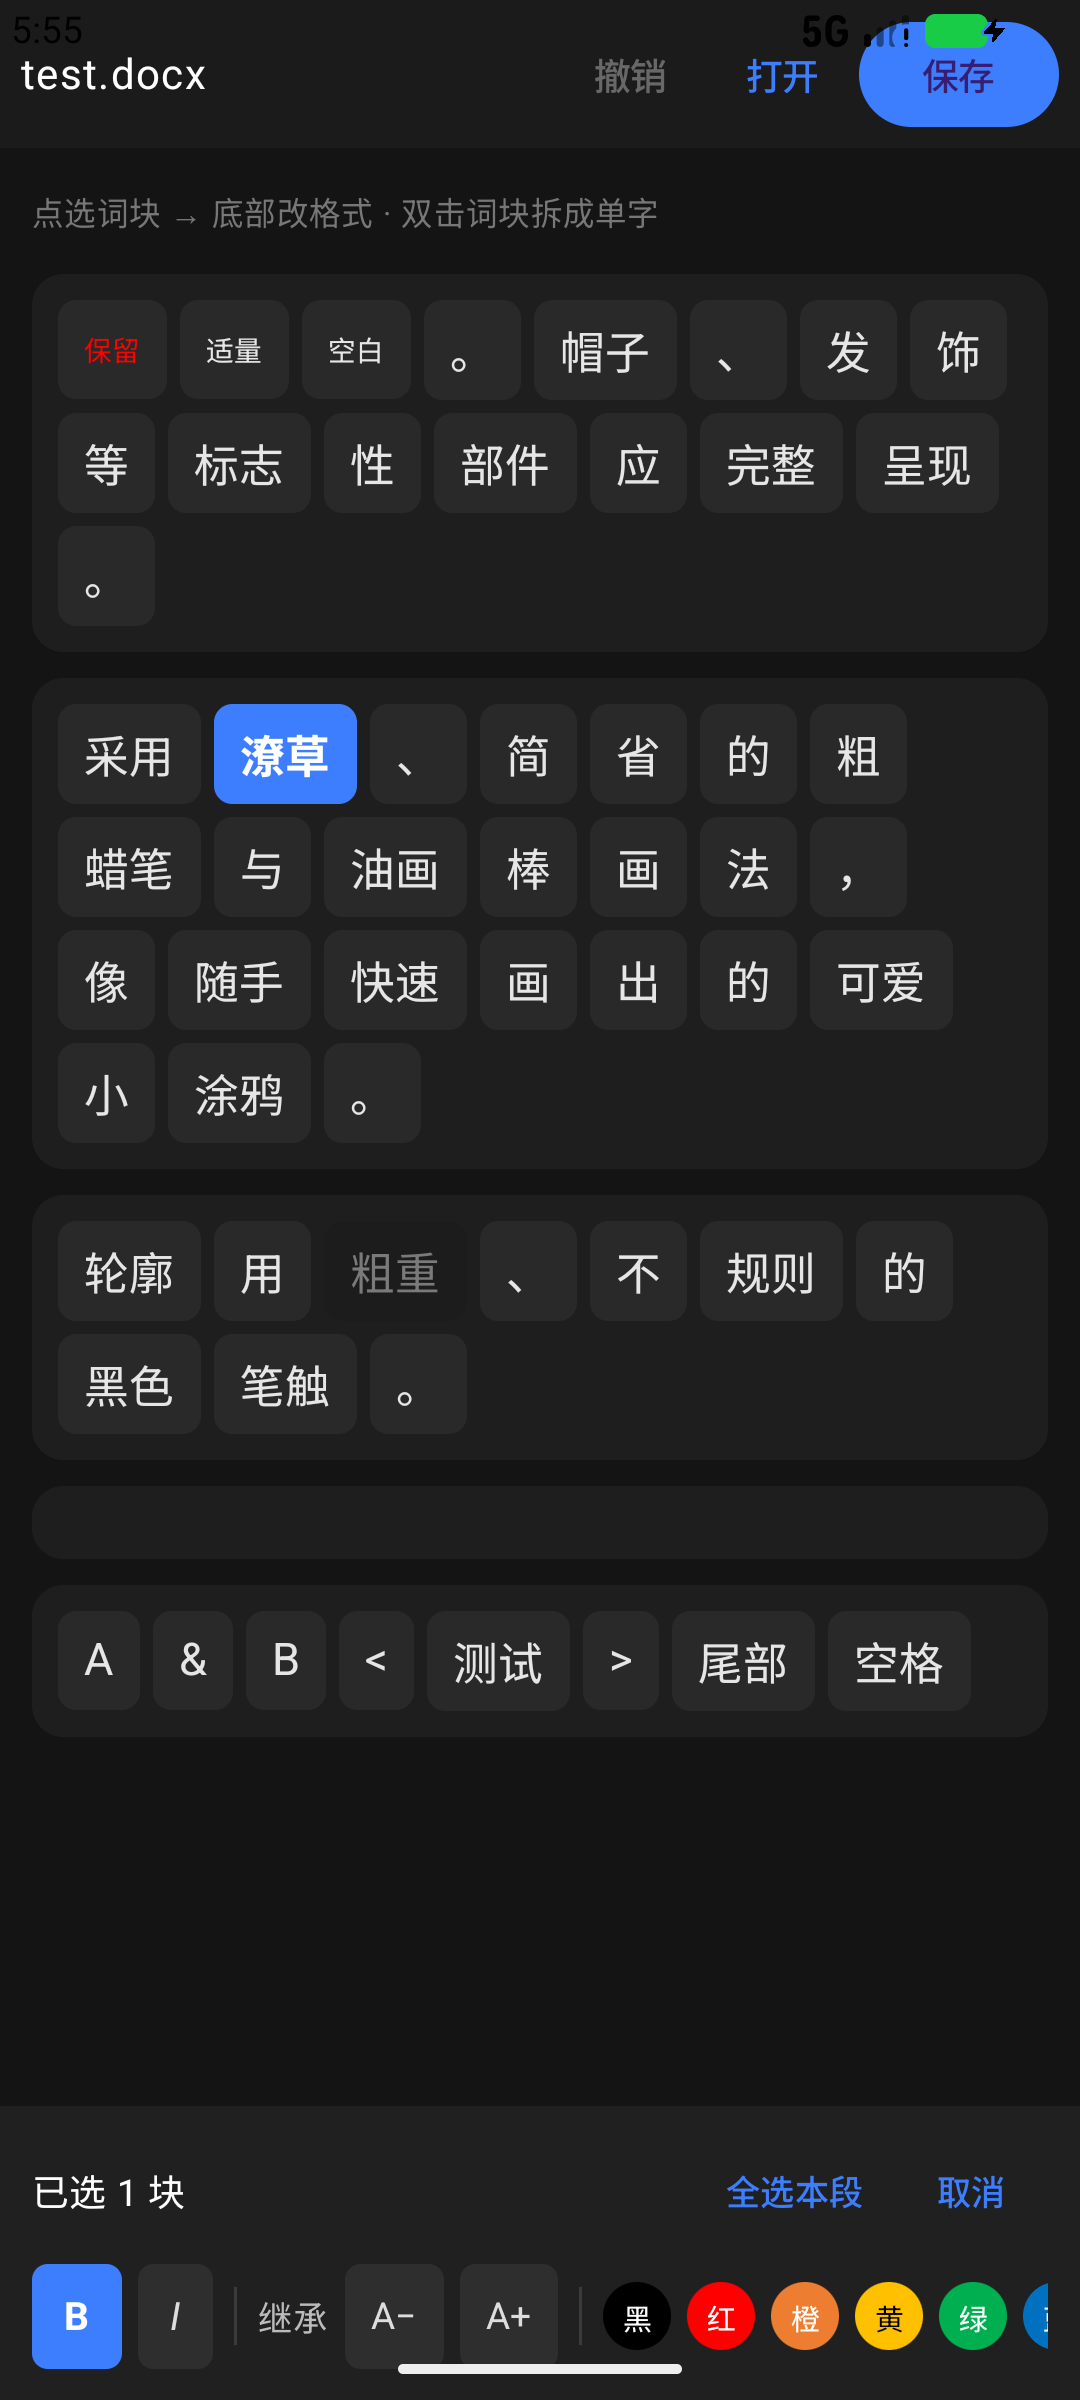 5:55 5G
test.docx 撤销 打开 保存
点选词块 → 底部改格式 · 双击词块拆成单字
保留 适量 空白 。 帽子 、 发 饰
等 标志 性 部件 应 完整 呈现
。
采用 潦草 、 简 省 的 粗
蜡笔 与 油画 棒 画 法 ，
像 随手 快速 画 出 的 可爱
小 涂鸦 。
轮廓 用 粗重 、 不 规则 的
黑色 笔触 。
A & B < 测试 > 尾部 空格
已选 1 块 全选本段 取消
B I 继承 A− A+ 黑 红 橙 黄 绿